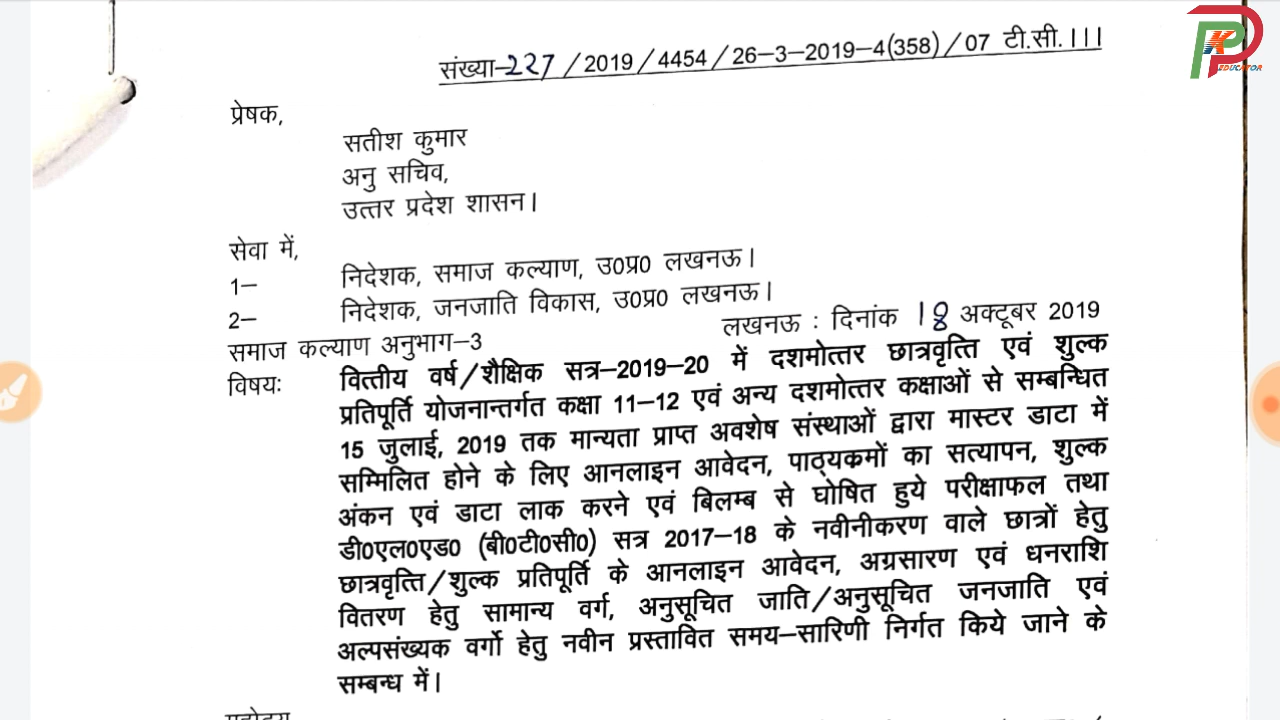 संख्या-227/2019/4454/26-3-2019-4(358)/07 टी.सी.III
PKP
EDUCATOR
प्रेषक,
सतीश कुमार
अनु सचिव,
उत्तर प्रदेश शासन।
सेवा में,
1- निदेशक, समाज कल्याण, उ0प्र0 लखनऊ।
2- निदेशक, जनजाति विकास, उ0प्र0 लखनऊ।
समाज कल्याण अनुभाग-3 लखनऊ : दिनांक 18 अक्टूबर 2019
विषयः वित्तीय वर्ष/शैक्षिक सत्र-2019-20 में दशमोत्तर छात्रवृत्ति एवं शुल्क
प्रतिपूर्ति योजनान्तर्गत कक्षा 11-12 एवं अन्य दशमोत्तर कक्षाओं से सम्बन्धित
15 जुलाई, 2019 तक मान्यता प्राप्त अवशेष संस्थाओं द्वारा मास्टर डाटा में
सम्मिलित होने के लिए आनलाइन आवेदन, पाठ्यक्रमों का सत्यापन, शुल्क
अंकन एवं डाटा लाक करने एवं बिलम्ब से घोषित हुये परीक्षाफल तथा
डी0एल0एड0 (बी0टी0सी0) सत्र 2017-18 के नवीनीकरण वाले छात्रों हेतु
छात्रवृत्ति/शुल्क प्रतिपूर्ति के आनलाइन आवेदन, अग्रसारण एवं धनराशि
वितरण हेतु सामान्य वर्ग, अनुसूचित जाति/अनुसूचित जनजाति एवं
अल्पसंख्यक वर्गो हेतु नवीन प्रस्तावित समय-सारिणी निर्गत किये जाने के
सम्बन्ध में।